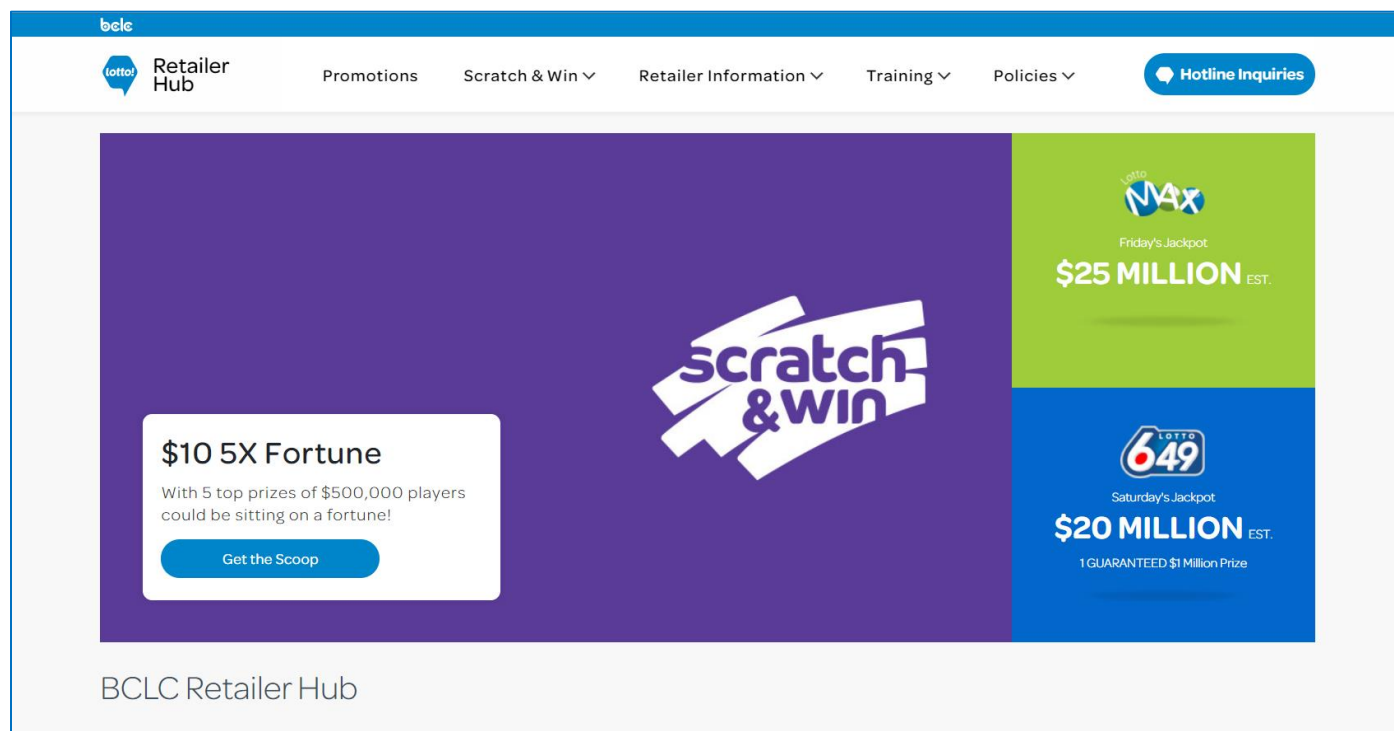 bclc
lotto!
Retailer
Hub
Promotions
Scratch & Win
Retailer Information
Training
Policies
Hotline Inquiries
scratch
&win
$10 5X Fortune
With 5 top prizes of $500,000 players
could be sitting on a fortune!
Get the Scoop
Lotto
MAX
Friday's Jackpot
$25 MILLION EST.
LOTTO
649
Saturday's Jackpot
$20 MILLION EST.
1 GUARANTEED $1 Million Prize
BCLC Retailer Hub